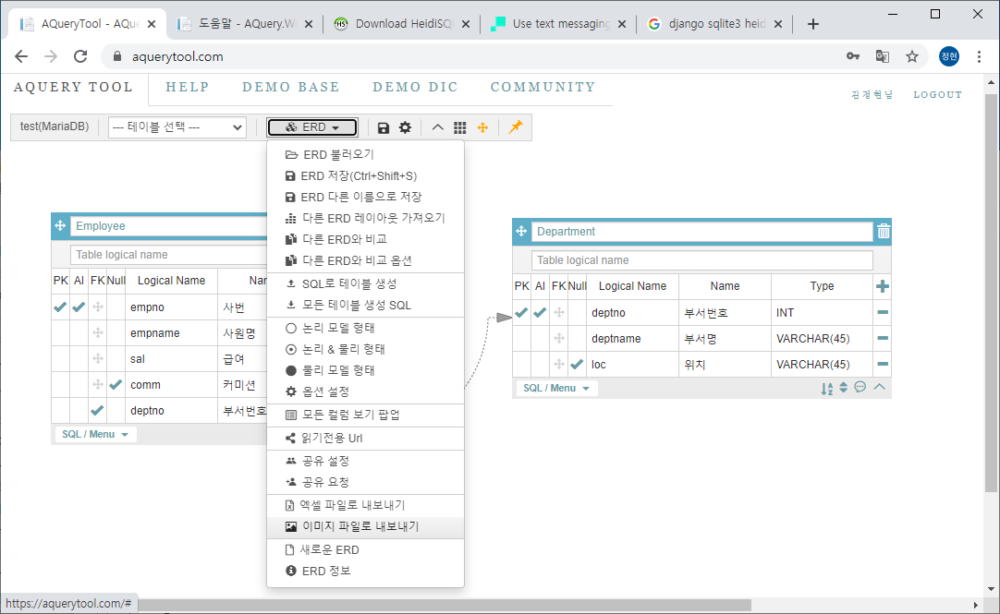 AQueryTool - AQue
도움말 - AQuery.W
Download HeidiSQ
Use text messaging
django sqlite3 heid
aquerytool.com
정현
AQUERY TOOL
HELP
DEMO BASE
DEMO DIC
COMMUNITY
김정현님
LOGOUT
test(MariaDB)
--- 테이블 선택 ---
ERD
ERD 불러오기
ERD 저장(Ctrl+Shift+S)
ERD 다른 이름으로 저장
다른 ERD 레이아웃 가져오기
다른 ERD와 비교
다른 ERD와 비교 옵션
SQL로 테이블 생성
모든 테이블 생성 SQL
논리 모델 형태
논리 & 물리 형태
물리 모델 형태
옵션 설정
모든 컬럼 보기 팝업
읽기전용 Url
공유 설정
공유 요청
엑셀 파일로 내보내기
이미지 파일로 내보내기
새로운 ERD
ERD 정보
Employee
Table logical name
PK AI FK Null Logical Name Nar
empno 사번
empname 사원명
sal 급여
comm 커미션
deptno 부서번호
SQL / Menu
Department
Table logical name
PK AI FK Null Logical Name Name Type
deptno 부서번호 INT
deptname 부서명 VARCHAR(45)
loc 위치 VARCHAR(45)
SQL / Menu
https://aquerytool.com/#